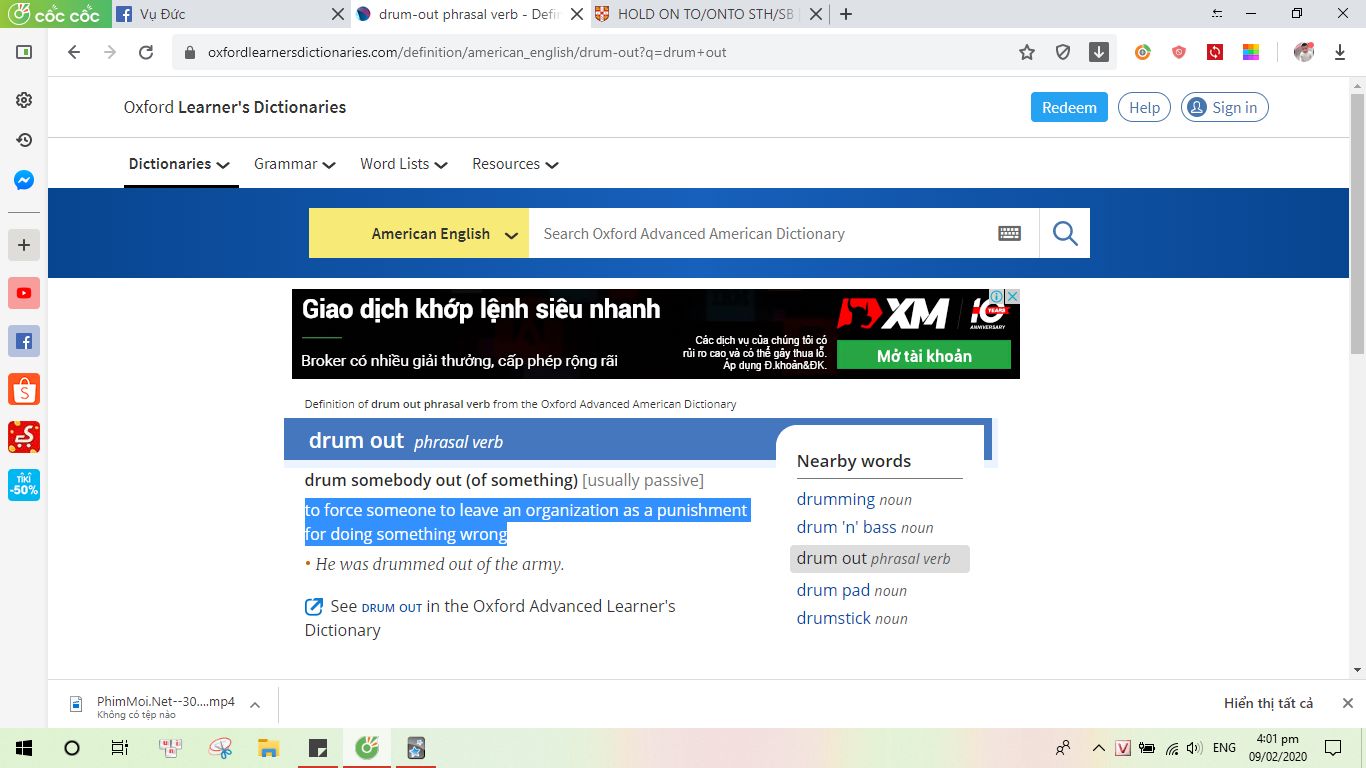 cốc cốc
Vụ Đức
drum-out phrasal verb - Defin
HOLD ON TO/ONTO STH/SB |
oxfordlearnersdictionaries.com/definition/american_english/drum-out?q=drum+out
Oxford Learner's Dictionaries
Redeem
Help
Sign in
Dictionaries
Grammar
Word Lists
Resources
American English
Search Oxford Advanced American Dictionary
Giao dịch khớp lệnh siêu nhanh
Broker có nhiều giải thưởng, cấp phép rộng rãi
Các dịch vụ của chúng tôi có
rủi ro cao và có thể gây thua lỗ.
Áp dụng Đ.khoản&ĐK.
XM
10
YEARS
ANNIVERSARY
Mở tài khoản
Definition of drum out phrasal verb from the Oxford Advanced American Dictionary
drum out phrasal verb
drum somebody out (of something) [usually passive]
to force someone to leave an organization as a punishment
for doing something wrong
• He was drummed out of the army.
See DRUM OUT in the Oxford Advanced Learner's
Dictionary
Nearby words
drumming noun
drum 'n' bass noun
drum out phrasal verb
drum pad noun
drumstick noun
TIKI
-50%
PhimMoi.Net--30....mp4
Không có tệp nào
Hiển thị tất cả
V
ENG
4:01 pm
09/02/2020